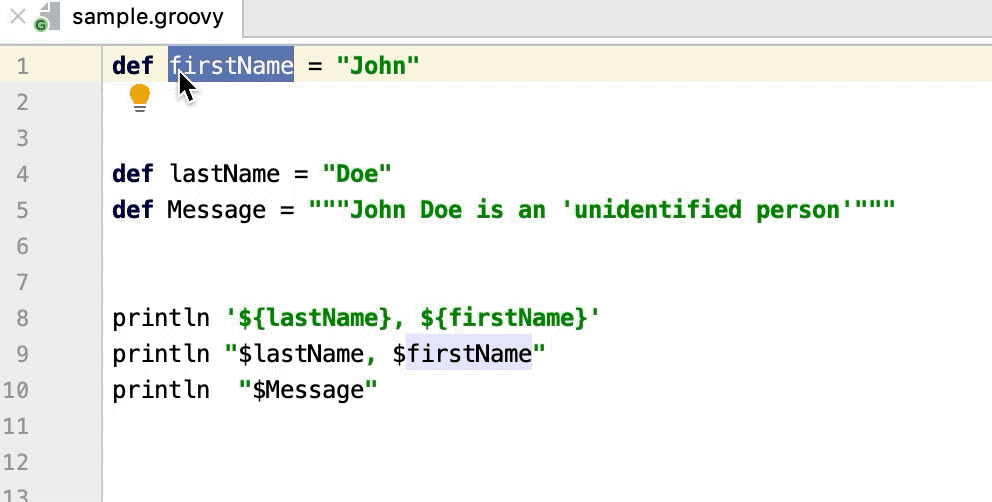 sample.groovy
1 def firstName = "John"
2
3
4 def lastName = "Doe"
5 def Message = """John Doe is an 'unidentified person'"""
6
7
8 println '${lastName}, ${firstName}'
9 println "$lastName, $firstName"
10 println  "$Message"
11
12
13